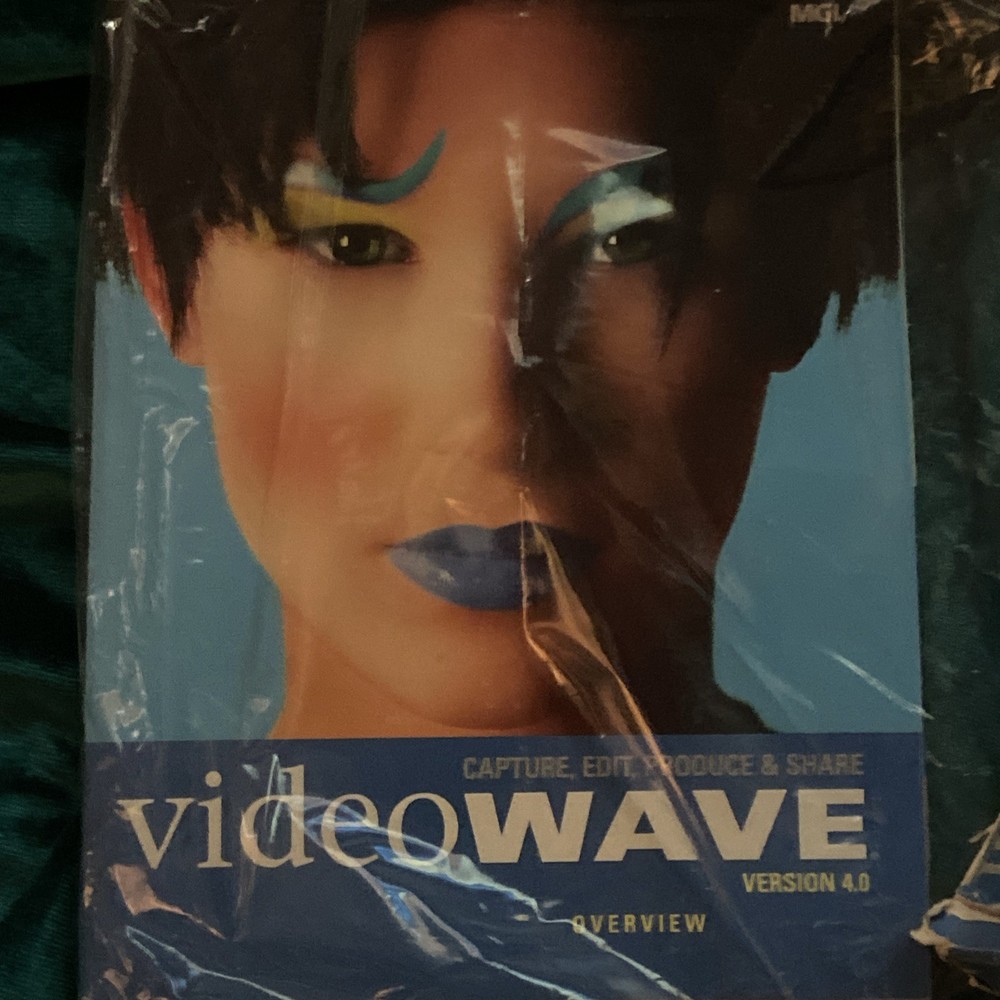 MGI
CAPTURE, EDIT, PRODUCE & SHARE
videoWAVE
VERSION 4.0
OVERVIEW